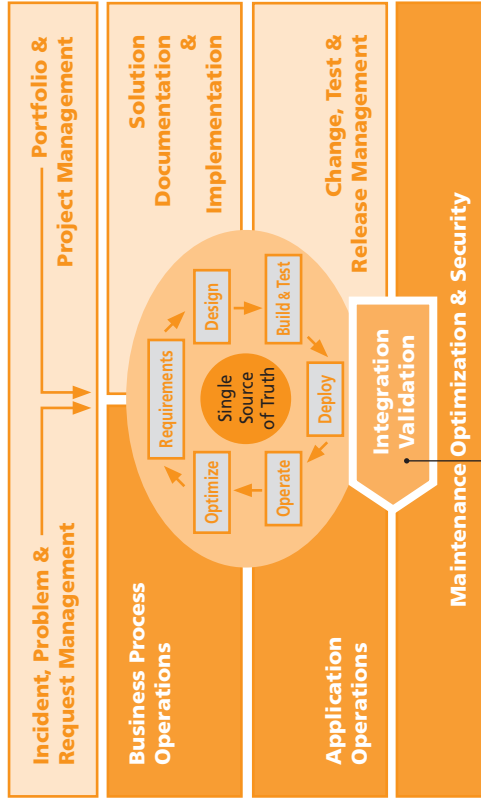 Incident, Problem &
Request Management
Portfolio &
Project Management
Business Process
Operations
Solution
Documentation
&
Implementation
Requirements
Optimize
Design
Single
Source
of Truth
Operate
Build & Test
Deploy
Application
Operations
Change, Test &
Release Management
Integration
Validation
Maintenance Optimization & Security